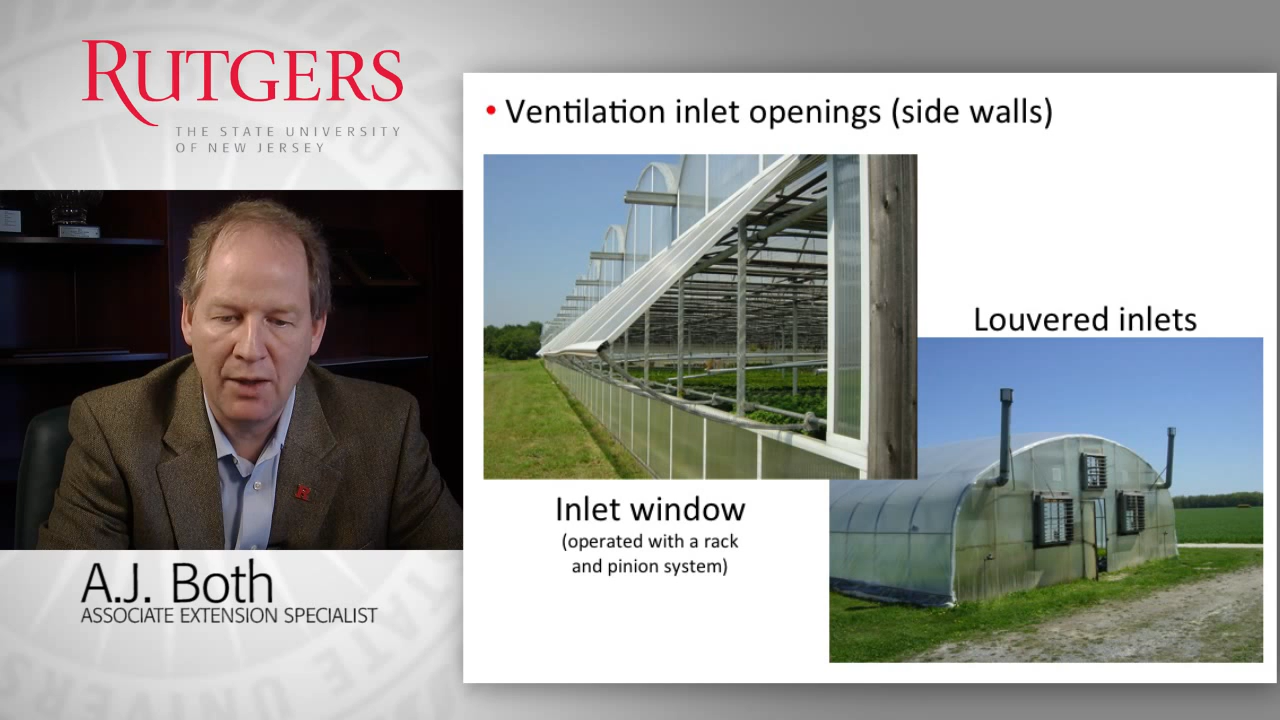 RUTGERS
THE STATE UNIVERSITY
OF NEW JERSEY
A.J. Both
ASSOCIATE EXTENSION SPECIALIST
• Ventilation inlet openings (side walls)
Inlet window
(operated with a rack
and pinion system)
Louvered inlets